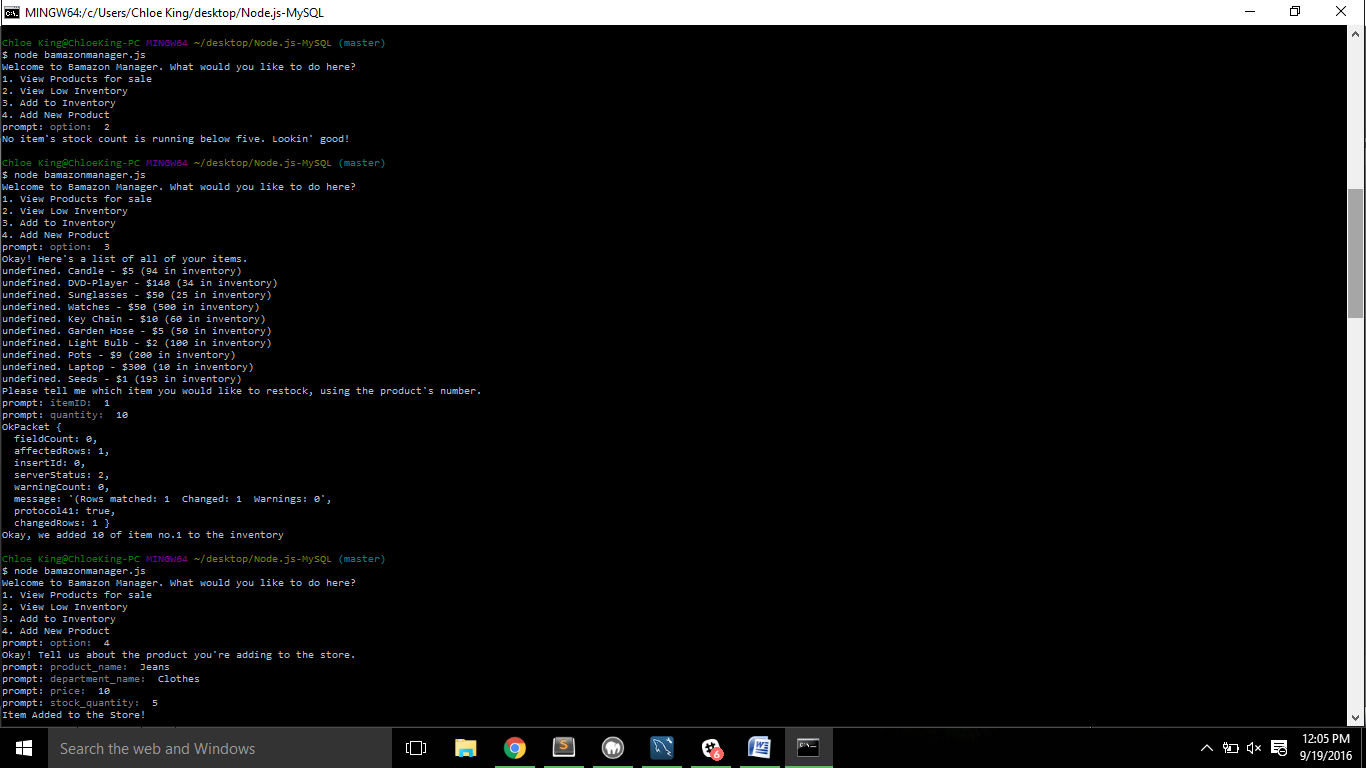 MINGW64:/c/Users/Chloe King/desktop/Node.js-MySQL
Chloe King@ChloeKing-PC MINGW64 ~/desktop/Node.js-MySQL (master)
$ node bamazonmanager.js
Welcome to Bamazon Manager. What would you like to do here?
1. View Products for sale
2. View Low Inventory
3. Add to Inventory
4. Add New Product
prompt: option:  2
No item's stock count is running below five. Lookin' good!
Chloe King@ChloeKing-PC MINGW64 ~/desktop/Node.js-MySQL (master)
$ node bamazonmanager.js
Welcome to Bamazon Manager. What would you like to do here?
1. View Products for sale
2. View Low Inventory
3. Add to Inventory
4. Add New Product
prompt: option:  3
Okay! Here's a list of all of your items.
undefined. Candle - $5 (94 in inventory)
undefined. DVD-Player - $140 (34 in inventory)
undefined. Sunglasses - $50 (25 in inventory)
undefined. Watches - $50 (500 in inventory)
undefined. Key Chain - $10 (60 in inventory)
undefined. Garden Hose - $5 (50 in inventory)
undefined. Light Bulb - $2 (100 in inventory)
undefined. Pots - $9 (200 in inventory)
undefined. Laptop - $300 (10 in inventory)
undefined. Seeds - $1 (193 in inventory)
Please tell me which item you would like to restock, using the product's number.
prompt: itemID:  1
prompt: quantity:  10
OkPacket {
  fieldCount: 0,
  affectedRows: 1,
  insertId: 0,
  serverStatus: 2,
  warningCount: 0,
  message: '(Rows matched: 1  Changed: 1  Warnings: 0',
  protocol41: true,
  changedRows: 1 }
Okay, we added 10 of item no.1 to the inventory
Chloe King@ChloeKing-PC MINGW64 ~/desktop/Node.js-MySQL (master)
$ node bamazonmanager.js
Welcome to Bamazon Manager. What would you like to do here?
1. View Products for sale
2. View Low Inventory
3. Add to Inventory
4. Add New Product
prompt: option:  4
Okay! Tell us about the product you're adding to the store.
prompt: product_name:  Jeans
prompt: department_name:  Clothes
prompt: price:  10
prompt: stock_quantity:  5
Item Added to the Store!
Search the web and Windows
6
12:05 PM
9/19/2016